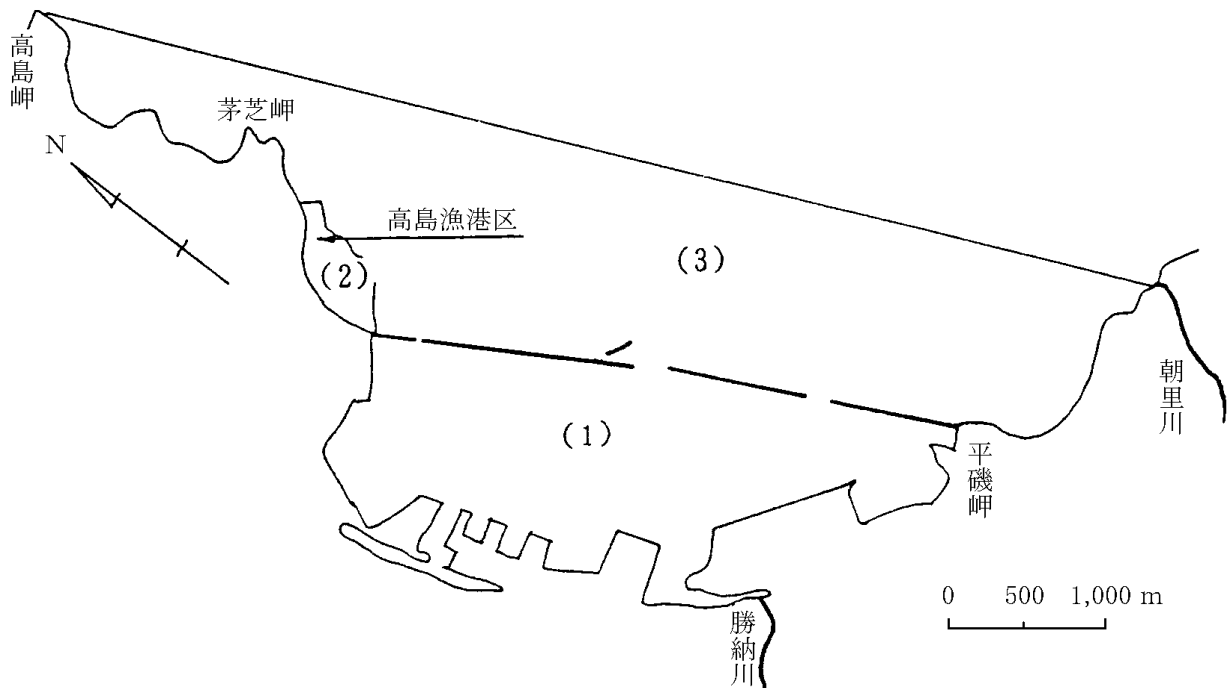 高島岬
茅芝岬
N
高島漁港区
(2)
(3)
(1)
朝里川
平磯岬
勝納川
0 500 1,000 m